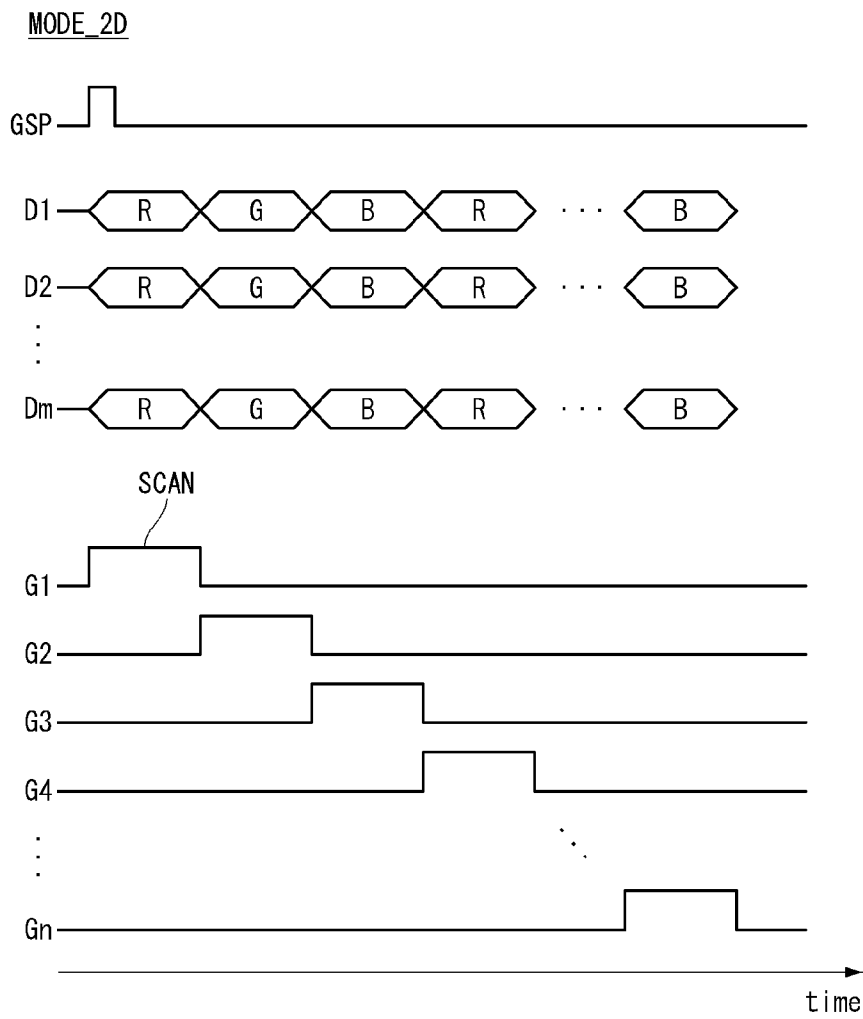 MODE_2D
GSP
D1 R G B R ... B
D2 R G B R ... B
Dm R G B R ... B
SCAN
G1
G2
G3
G4
Gn
time